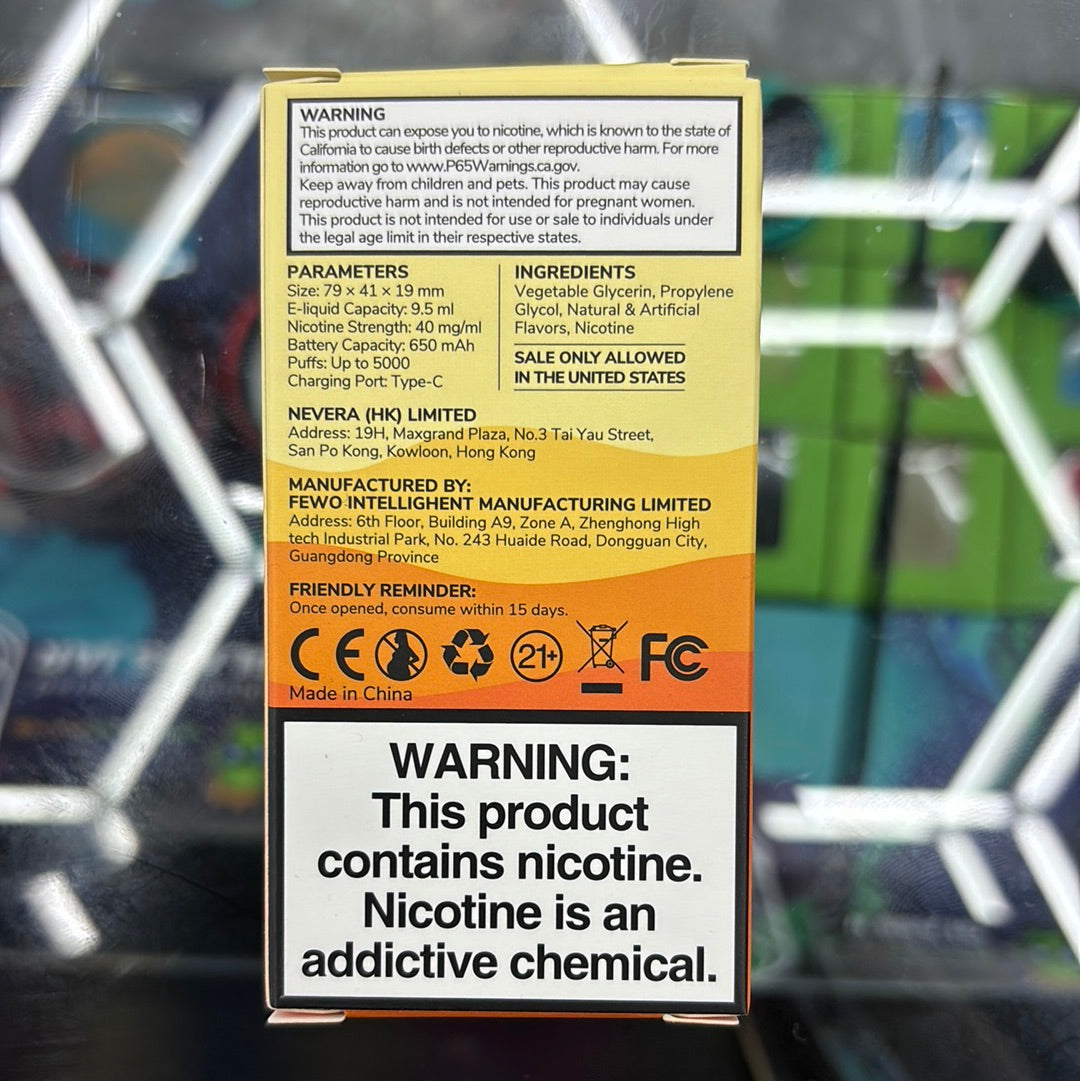 WARNING
This product can expose you to nicotine, which is known to the state of
California to cause birth defects or other reproductive harm. For more
information go to www.P65Warnings.ca.gov.
Keep away from children and pets. This product may cause
reproductive harm and is not intended for pregnant women.
This product is not intended for use or sale to individuals under
the legal age limit in their respective states.
PARAMETERS
Size: 79 × 41 × 19 mm
E-liquid Capacity: 9.5 ml
Nicotine Strength: 40 mg/ml
Battery Capacity: 650 mAh
Puffs: Up to 5000
Charging Port: Type-C
INGREDIENTS
Vegetable Glycerin, Propylene
Glycol, Natural & Artificial
Flavors, Nicotine
SALE ONLY ALLOWED
IN THE UNITED STATES
NEVERA (HK) LIMITED
Address: 19H, Maxgrand Plaza, No.3 Tai Yau Street,
San Po Kong, Kowloon, Hong Kong
MANUFACTURED BY:
FEWO INTELLIGHENT MANUFACTURING LIMITED
Address: 6th Floor, Building A9, Zone A, Zhenghong High
tech Industrial Park, No. 243 Huaide Road, Dongguan City,
Guangdong Province
FRIENDLY REMINDER:
Once opened, consume within 15 days.
CE 21+ FC
Made in China
WARNING:
This product
contains nicotine.
Nicotine is an
addictive chemical.